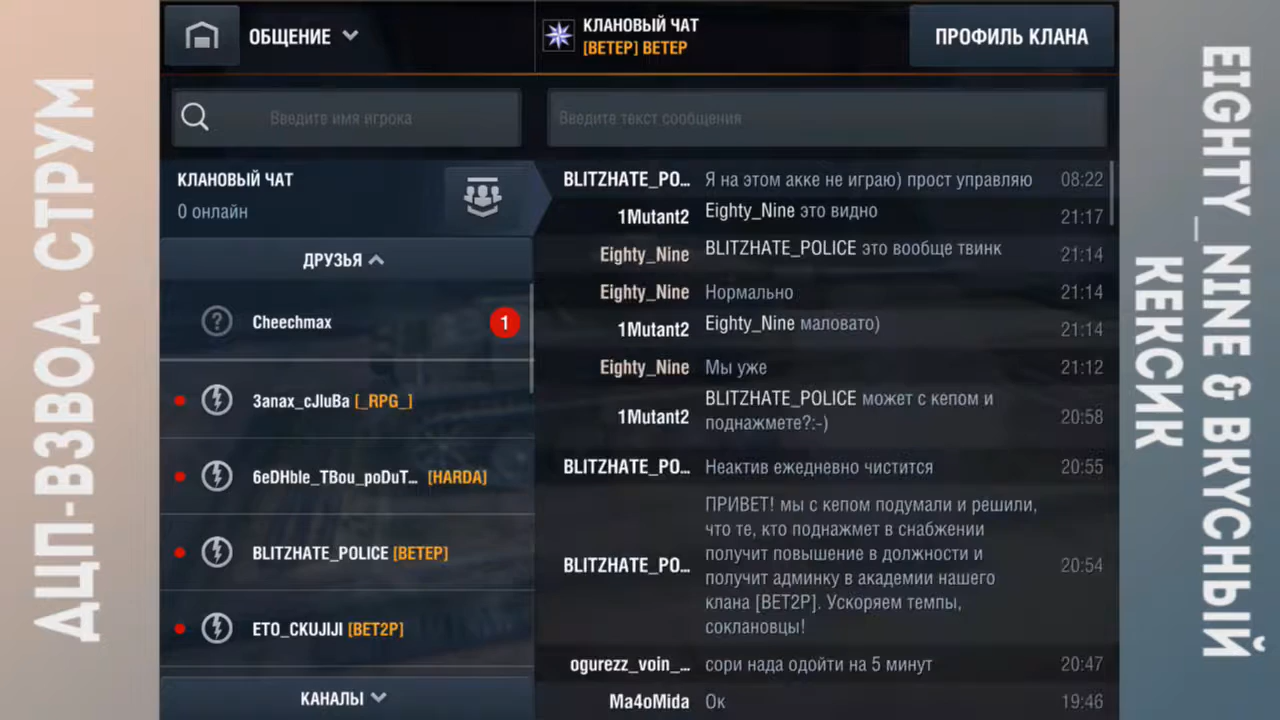 ДЦП-ВЗВОД. СТРУМ
ОБЩЕНИЕ
КЛАНОВЫЙ ЧАТ
[ВЕТЕР] ВЕТЕР
ПРОФИЛЬ КЛАНА
Введите имя игрока
Введите текст сообщения
КЛАНОВЫЙ ЧАТ
0 онлайн
ДРУЗЬЯ
Cheechmax 1
3anax_cJluBa [_RPG_]
6eDHble_TBou_poDuT... [HARDA]
BLITZHATE_POLICE [BETEP]
ETO_CKUJIJI [BET2P]
КАНАЛЫ
BLITZHATE_PO... Я на этом акке не играю) прост управляю 08:22
1Mutant2 Eighty_Nine это видно 21:17
Eighty_Nine BLITZHATE_POLICE это вообще твинк 21:14
Eighty_Nine Нормально 21:14
1Mutant2 Eighty_Nine маловато) 21:14
Eighty_Nine Мы уже 21:12
1Mutant2 BLITZHATE_POLICE может с кепом и
поднажмете?:-) 20:58
BLITZHATE_PO... Неактив ежедневно чистится 20:55
ПРИВЕТ! мы с кепом подумали и решили,
что те, кто поднажмет в снабжении
получит повышение в должности и
BLITZHATE_PO... получит админку в академии нашего 20:54
клана [BET2P]. Ускоряем темпы,
соклановцы!
ogurezz_voin_... сори нада одойти на 5 минут 20:47
Ma4oMida Ок 19:46
EIGHTY_NINE & ВКУСНЫЙ
КЕКСИК